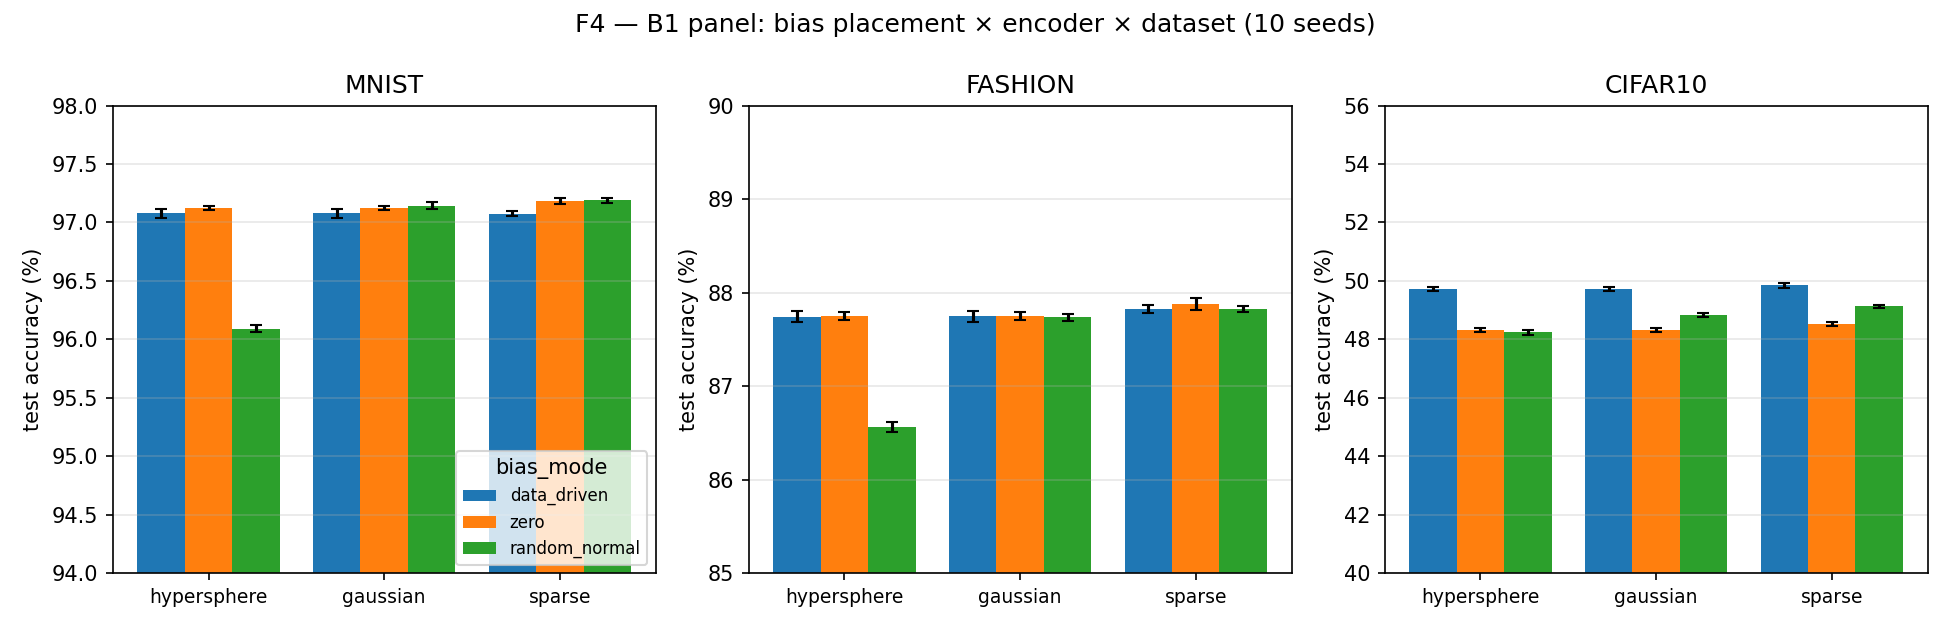 F4 — B1 panel: bias placement × encoder × dataset (10 seeds)
MNIST
test accuracy (%)
98.0
97.5
97.0
96.5
96.0
95.5
95.0
94.5
94.0
hypersphere
gaussian
sparse
bias_mode
data_driven
zero
random_normal
FASHION
test accuracy (%)
90
89
88
87
86
85
hypersphere
gaussian
sparse
CIFAR10
test accuracy (%)
56
54
52
50
48
46
44
42
40
hypersphere
gaussian
sparse